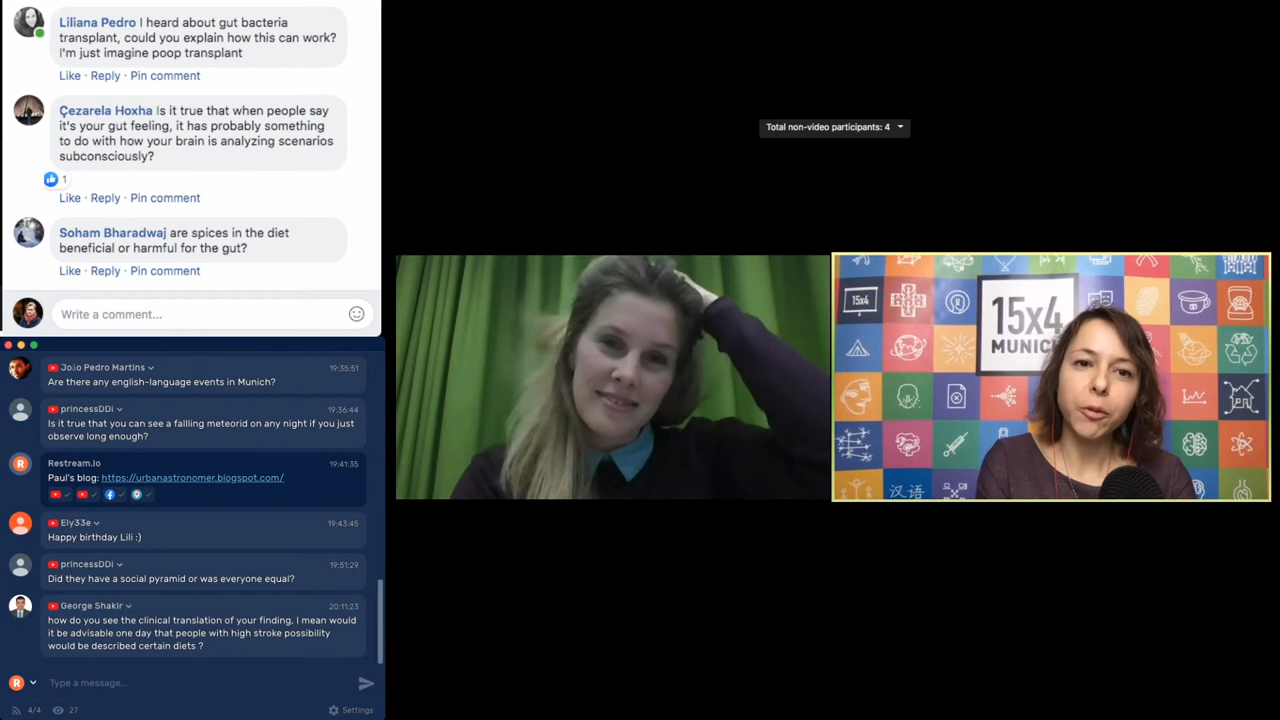 Liliana Pedro I heard about gut bacteria
transplant, could you explain how this can work?
I'm just imagine poop transplant
Like · Reply · Pin comment
Çezarela Hoxha Is it true that when people say
it's your gut feeling, it has probably something
to do with how your brain is analyzing scenarios
subconsciously?
1
Like · Reply · Pin comment
Soham Bharadwaj are spices in the diet
beneficial or harmful for the gut?
Like · Reply · Pin comment
Write a comment...
João Pedro Martins 19:35:51
Are there any english-language events in Munich?
princessDDi 19:36:44
Is it true that you can see a fallling meteorid on any night if you just
observe long enough?
Restream.io 19:41:35
Paul's blog: https://urbanastronomer.blogspot.com/
Ely33e 19:43:45
Happy birthday Lili :)
princessDDi 19:51:29
Did they have a social pyramid or was everyone equal?
George Shakir 20:11:23
how do you see the clinical translation of your finding, I mean would
it be advisable one day that people with high stroke possibility
would be described certain diets ?
Type a message...
4/4 27 Settings
Total non-video participants: 4
15x4
15x4
MUNICH
汉语